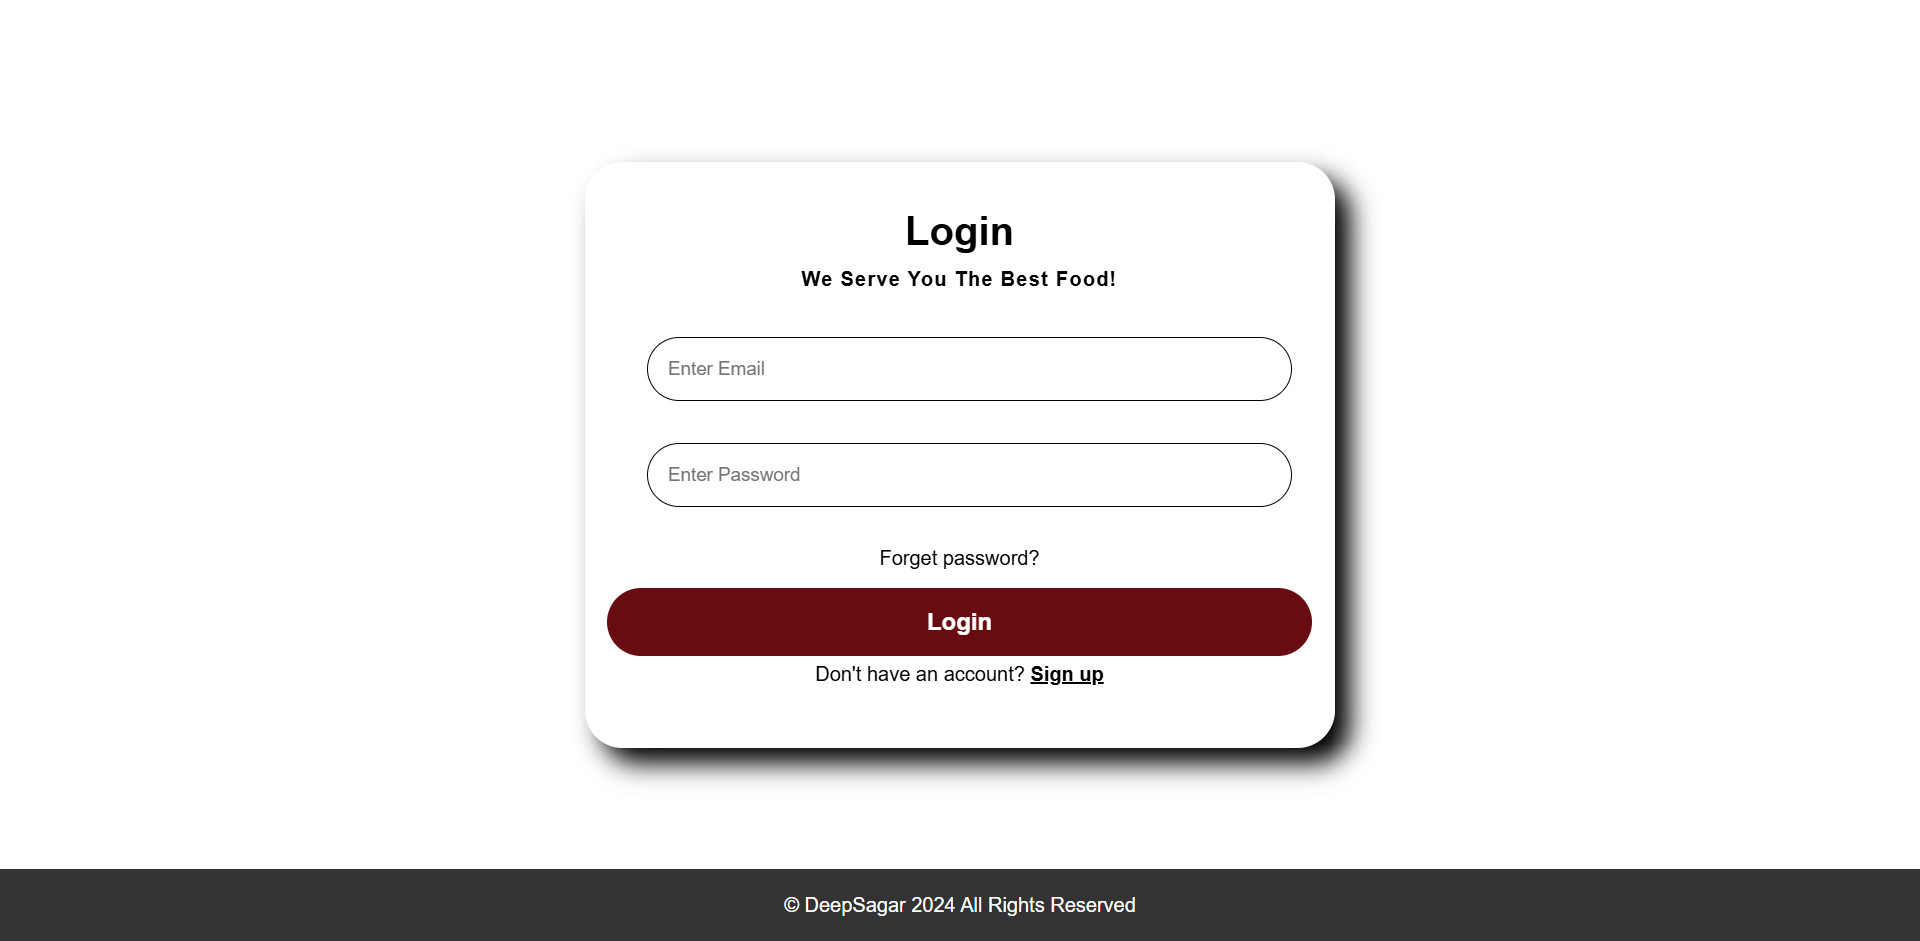 Login
We Serve You The Best Food!
Enter Email
Enter Password
Forget password?
Login
Don't have an account? Sign up
© DeepSagar 2024 All Rights Reserved